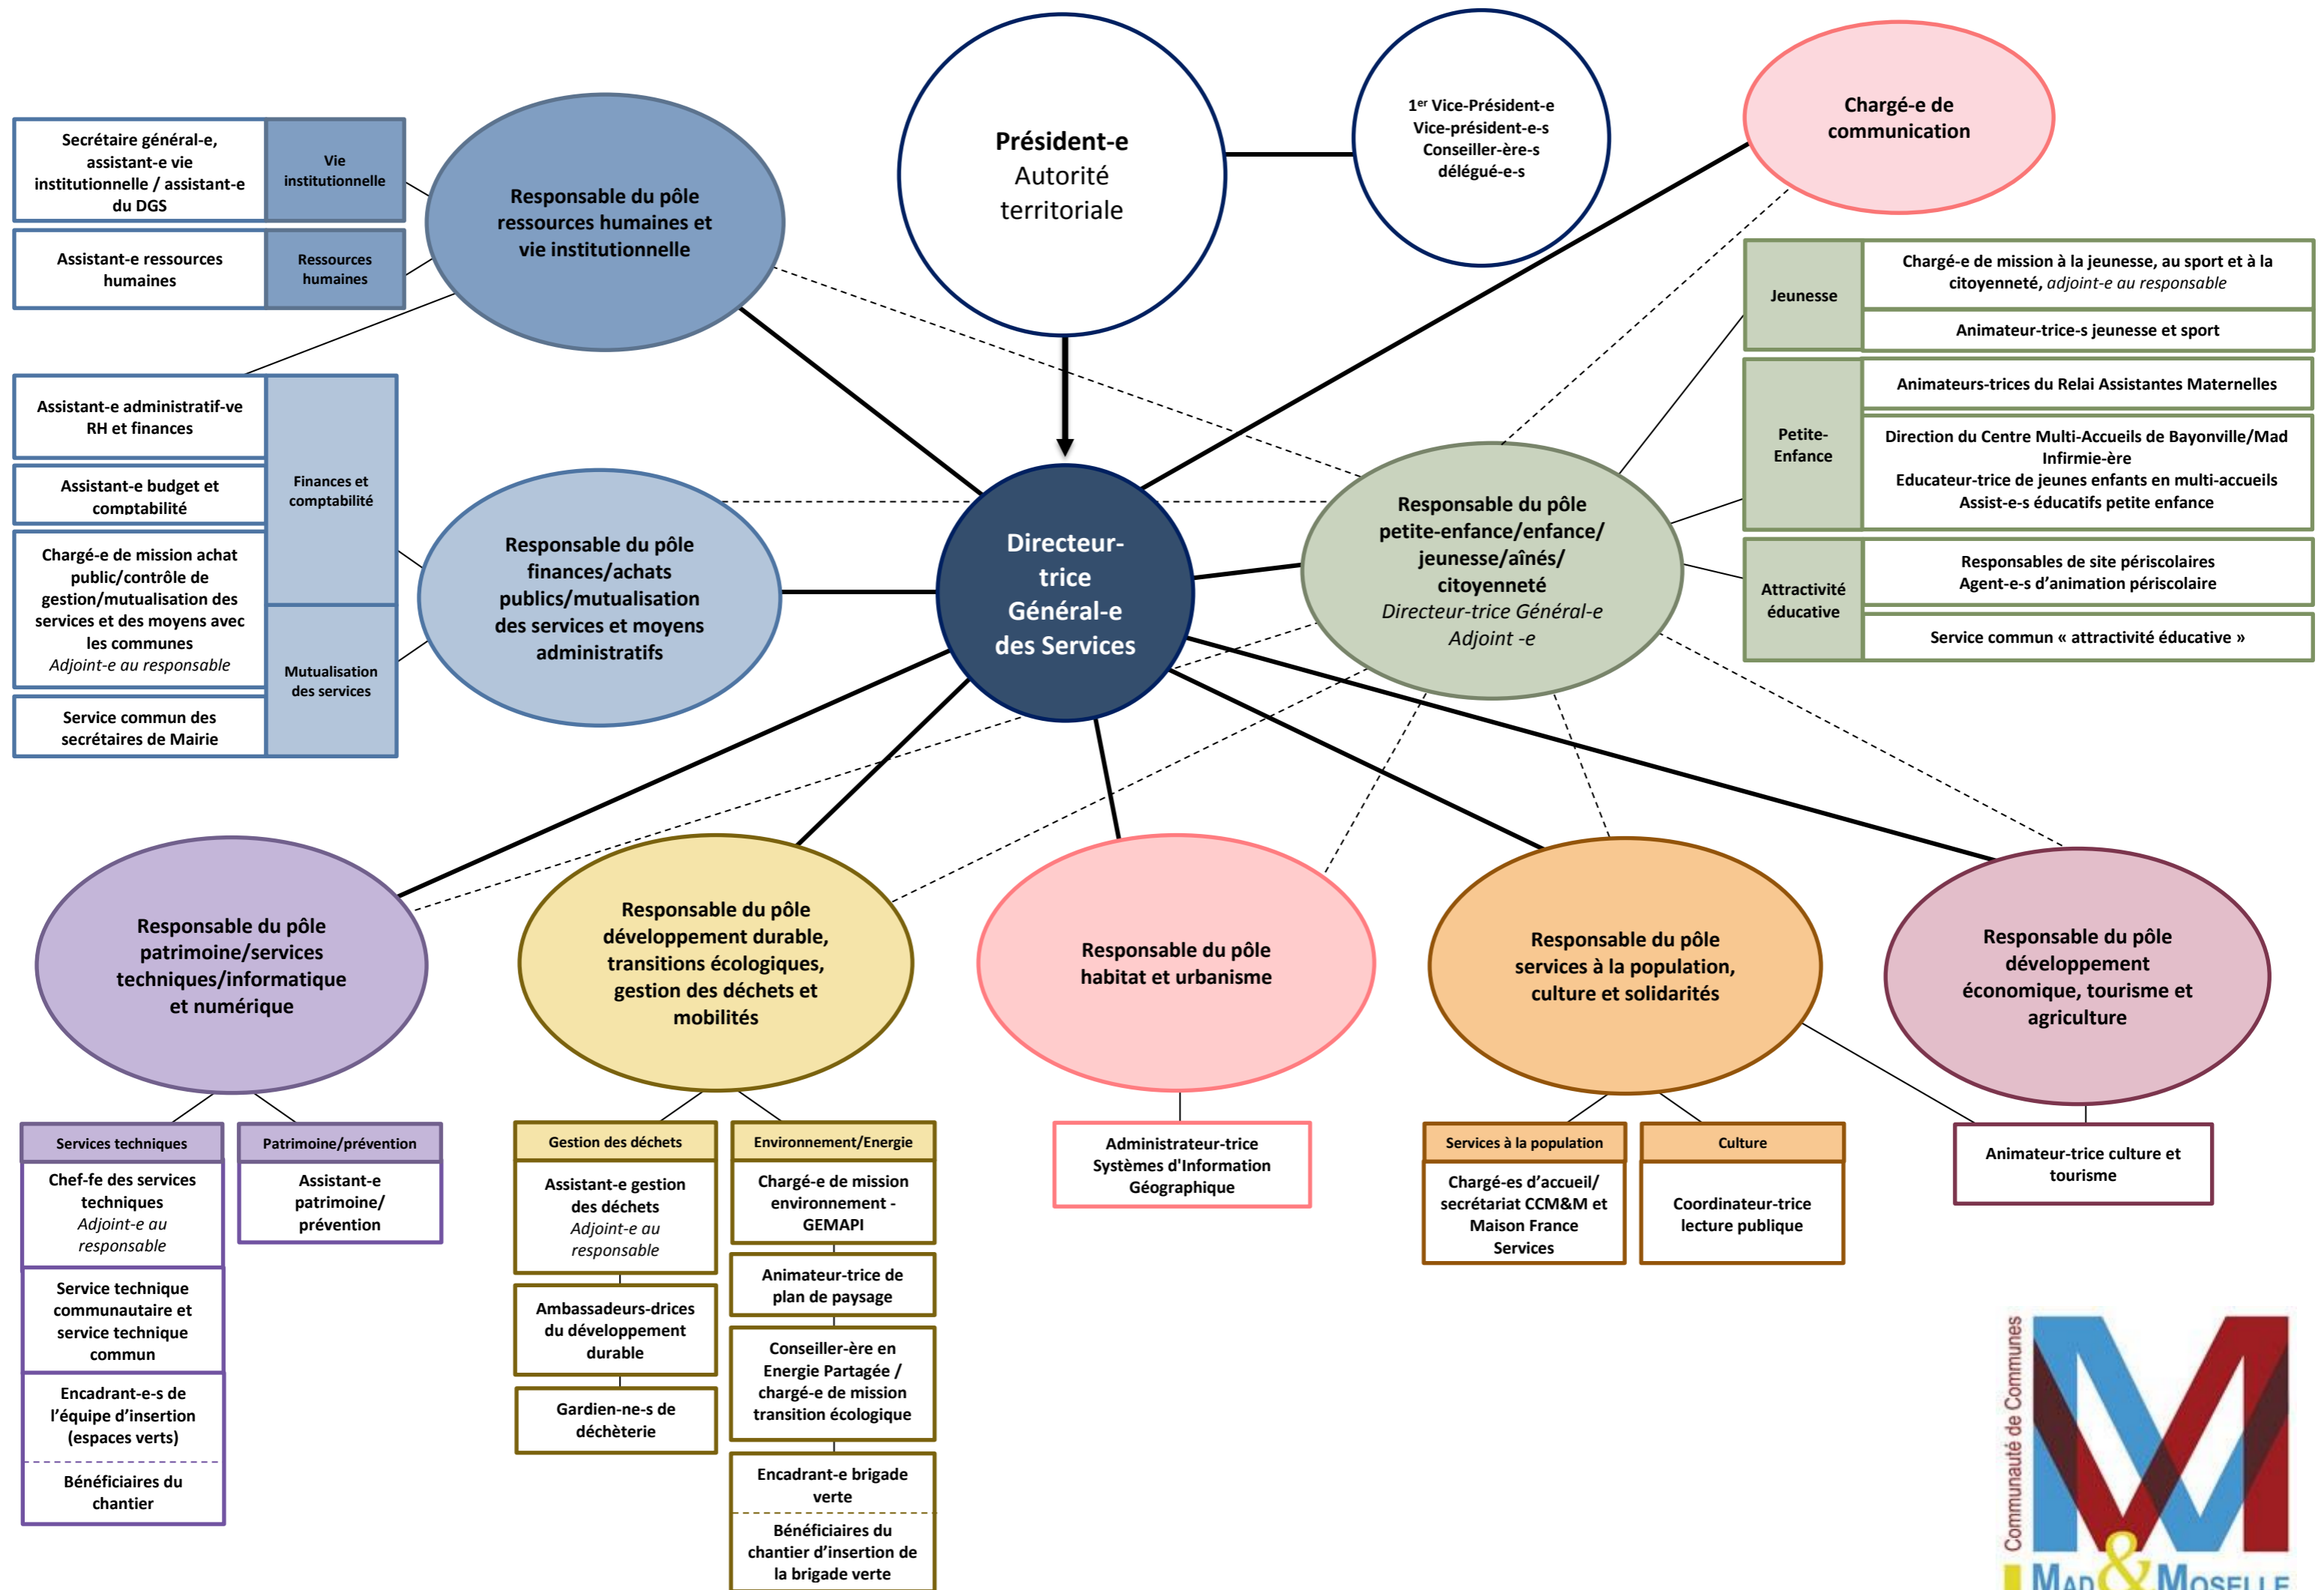 Président-e
Autorité
territoriale
1er Vice-Président-e
Vice-président-e-s
Conseiller-ère-s
délégué-e-s
Chargé-e de
communication
Secrétaire général-e,
assistant-e vie
institutionnelle / assistant-e
du DGS
Vie
institutionnelle
Assistant-e ressources
humaines
Ressources
humaines
Responsable du pôle
ressources humaines et
vie institutionnelle
Assistant-e administratif-ve
RH et finances
Assistant-e budget et
comptabilité
Finances et
comptabilité
Chargé-e de mission achat
public/contrôle de
gestion/mutualisation des
services et des moyens avec
les communes
Adjoint-e au responsable
Service commun des
secrétaires de Mairie
Mutualisation
des services
Responsable du pôle
finances/achats
publics/mutualisation
des services et moyens
administratifs
Directeur-
trice
Général-e
des Services
Responsable du pôle
petite-enfance/enfance/
jeunesse/aînés/
citoyenneté
Directeur-trice Général-e
Adjoint -e
Jeunesse
Chargé-e de mission à la jeunesse, au sport et à la
citoyenneté, adjoint-e au responsable
Animateur-trice-s jeunesse et sport
Petite-
Enfance
Animateurs-trices du Relai Assistantes Maternelles
Direction du Centre Multi-Accueils de Bayonville/Mad
Infirmie-ère
Educateur-trice de jeunes enfants en multi-accueils
Assist-e-s éducatifs petite enfance
Attractivité
éducative
Responsables de site périscolaires
Agent-e-s d’animation périscolaire
Service commun « attractivité éducative »
Responsable du pôle
patrimoine/services
techniques/informatique
et numérique
Services techniques
Chef-fe des services
techniques
Adjoint-e au
responsable
Service technique
communautaire et
service technique
commun
Encadrant-e-s de
l’équipe d’insertion
(espaces verts)
Bénéficiaires du
chantier
Patrimoine/prévention
Assistant-e
patrimoine/
prévention
Responsable du pôle
développement durable,
transitions écologiques,
gestion des déchets et
mobilités
Gestion des déchets
Assistant-e gestion
des déchets
Adjoint-e au
responsable
Ambassadeurs-drices
du développement
durable
Gardien-ne-s de
déchèterie
Environnement/Energie
Chargé-e de mission
environnement -
GEMAPI
Animateur-trice de
plan de paysage
Conseiller-ère en
Energie Partagée /
chargé-e de mission
transition écologique
Encadrant-e brigade
verte
Bénéficiaires du
chantier d’insertion de
la brigade verte
Responsable du pôle
habitat et urbanisme
Administrateur-trice
Systèmes d'Information
Géographique
Responsable du pôle
services à la population,
culture et solidarités
Services à la population
Chargé-es d’accueil/
secrétariat CCM&M et
Maison France
Services
Culture
Coordinateur-trice
lecture publique
Responsable du pôle
développement
économique, tourisme et
agriculture
Animateur-trice culture et
tourisme
Communauté de Communes
MAD & MOSELLE